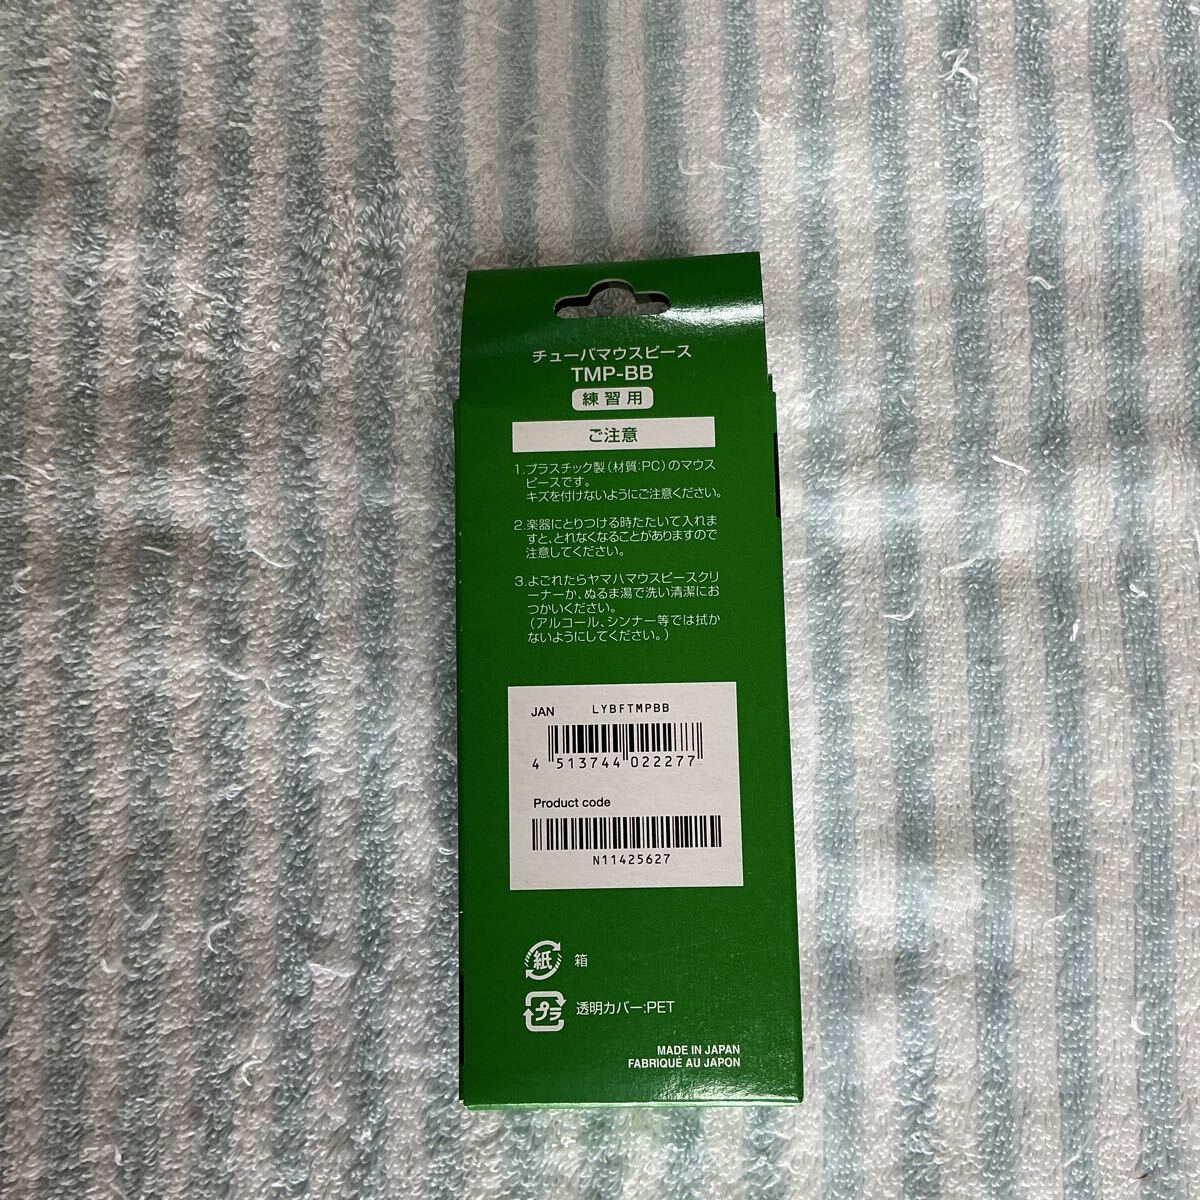 チューバマウスピース
TMP-BB
練習用
ご注意
1.プラスチック製(材質:PC)のマウス
ピースです。
キズを付けないようにご注意ください。
2.楽器にとりつける時たたいて入れま
すと、とれなくなることがありますので
注意してください。
3.よごれたらヤマハマウスピースクリ
ーナーか、ぬるま湯で洗い清潔にお
つかいください。
(アルコール、シンナー等では拭か
ないようにしてください。)
JAN LYBFTMPBB
4 513744 022277
Product code
N11425627
紙 箱
プラ 透明カバー:PET
MADE IN JAPAN
FABRIQUÉ AU JAPON